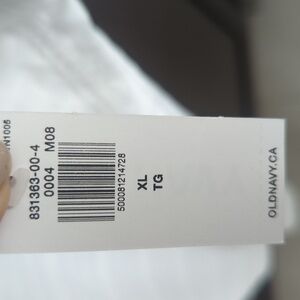 831363-00-4
0004 M08
500081214728
XL
TG
OLDNAVY.CA